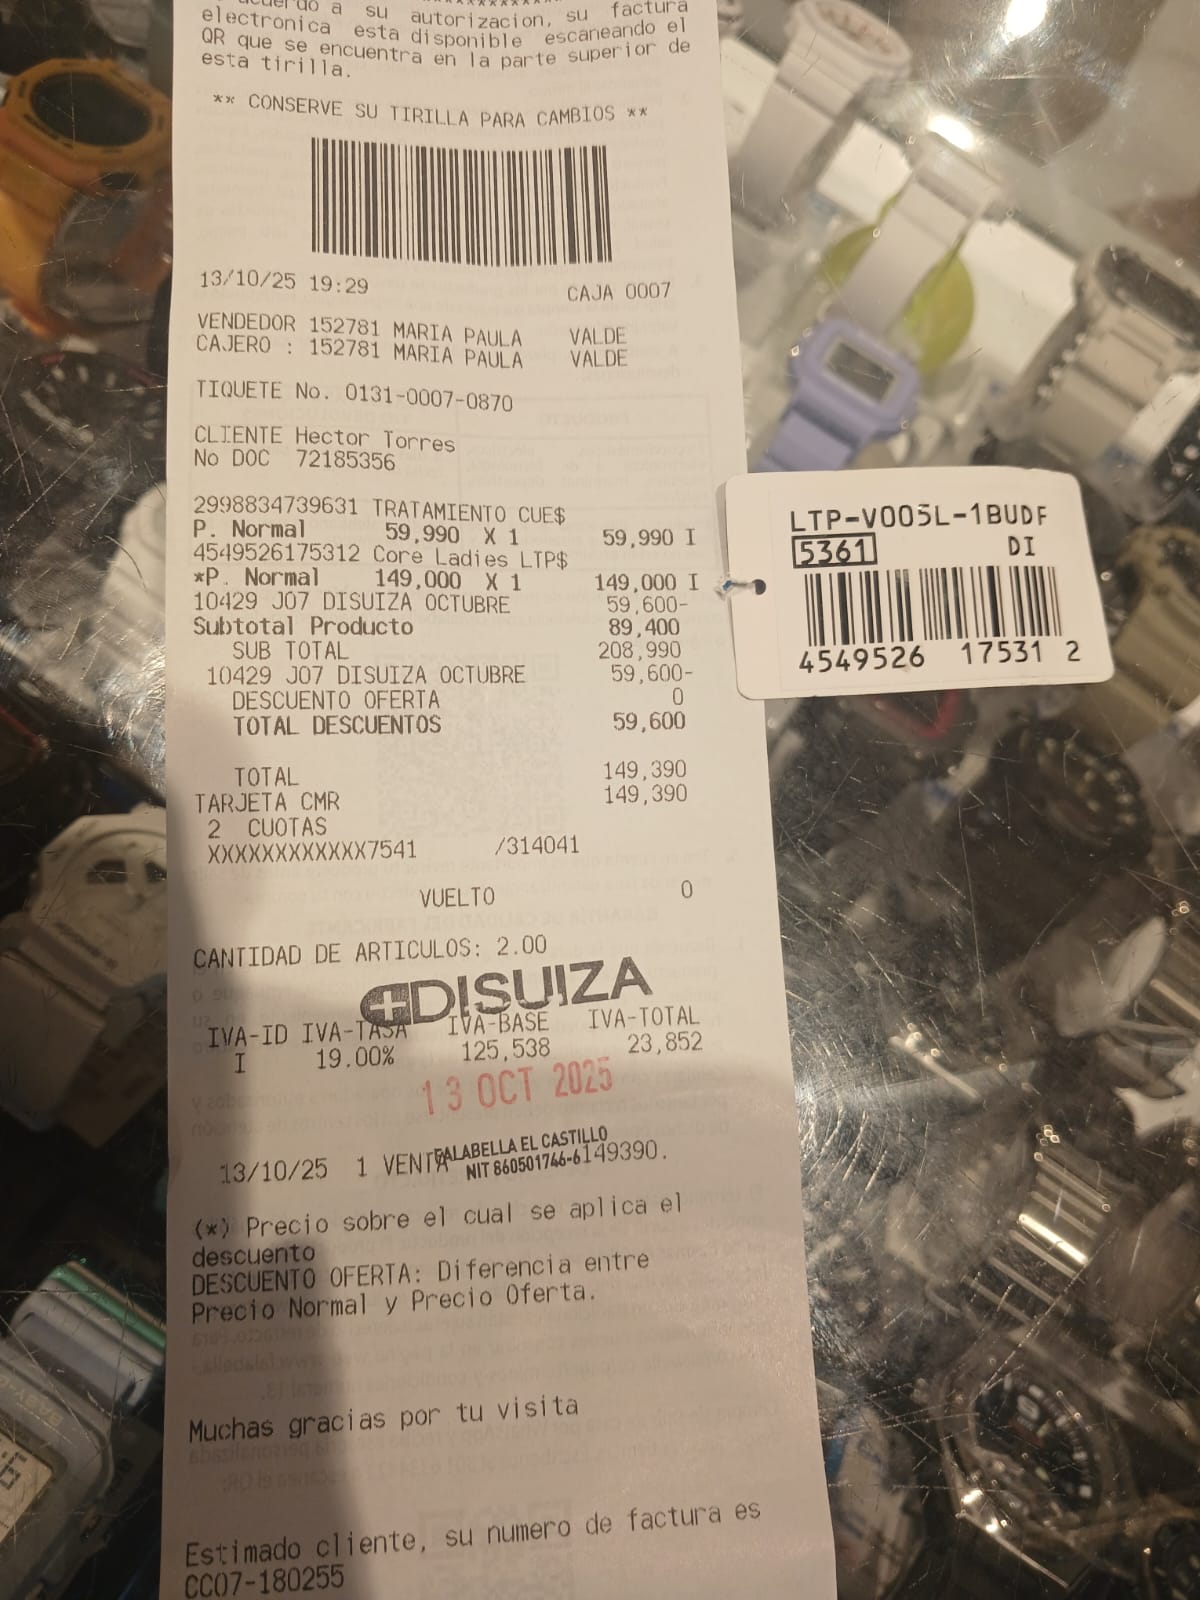 acuerdo a su autorizacion, su factura
electronica esta disponible escaneando el
QR que se encuentra en la parte superior de
esta tirilla.
** CONSERVE SU TIRILLA PARA CAMBIOS **
13/10/25 19:29 CAJA 0007
VENDEDOR 152781 MARIA PAULA VALDE
CAJERO : 152781 MARIA PAULA VALDE
TIQUETE No. 0131-0007-0870
CLIENTE Hector Torres
No DOC 72185356
2998834739631 TRATAMIENTO CUE$
P. Normal 59,990 X 1 59,990 I
4549526175312 Core Ladies LTP$
*P. Normal 149,000 X 1 149,000 I
10429 J07 DISUIZA OCTUBRE 59,600-
Subtotal Producto 89,400
SUB TOTAL 208,990
10429 J07 DISUIZA OCTUBRE 59,600-
DESCUENTO OFERTA 0
TOTAL DESCUENTOS 59,600
TOTAL 149,390
TARJETA CMR 149,390
2 CUOTAS
XXXXXXXXXXXX7541 /314041
VUELTO 0
CANTIDAD DE ARTICULOS: 2.00
DISUIZA
IVA-ID IVA-TASA IVA-BASE IVA-TOTAL
I 19.00% 125,538 23,852
13 OCT 2025
FALABELLA EL CASTILLO
NIT 860501746-6
13/10/25 1 VENTA 149390.
(*) Precio sobre el cual se aplica el
descuento
DESCUENTO OFERTA: Diferencia entre
Precio Normal y Precio Oferta.
Muchas gracias por tu visita
Estimado cliente, su numero de factura es
CC07-180255
LTP-V005L-1BUDF
5361 DI
4549526 17531 2